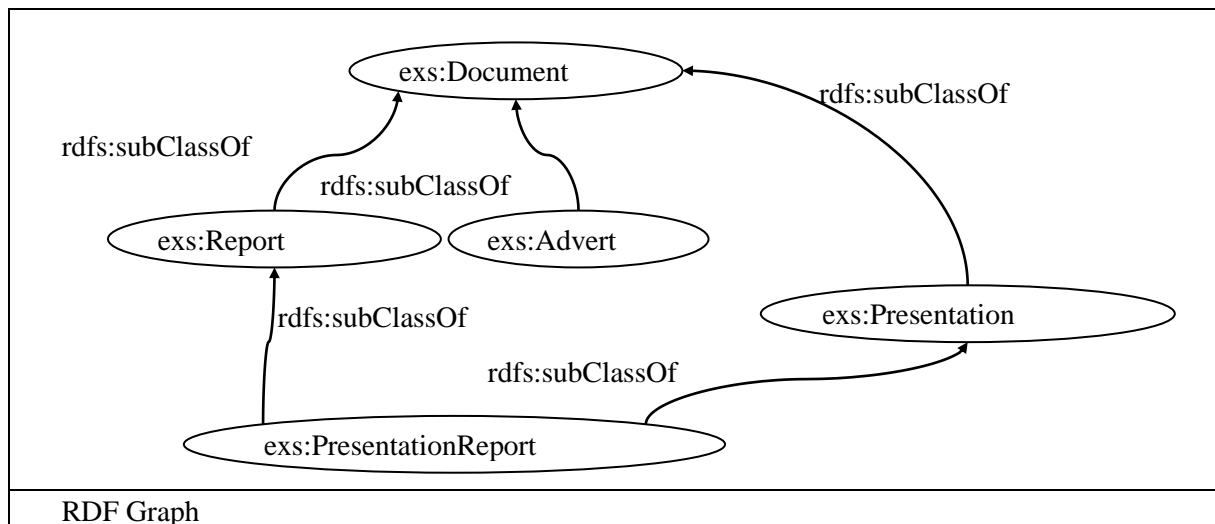 exs:Document
rdfs:subClassOf
rdfs:subClassOf
rdfs:subClassOf
exs:Report
exs:Advert
rdfs:subClassOf
exs:Presentation
rdfs:subClassOf
exs:PresentationReport
RDF Graph